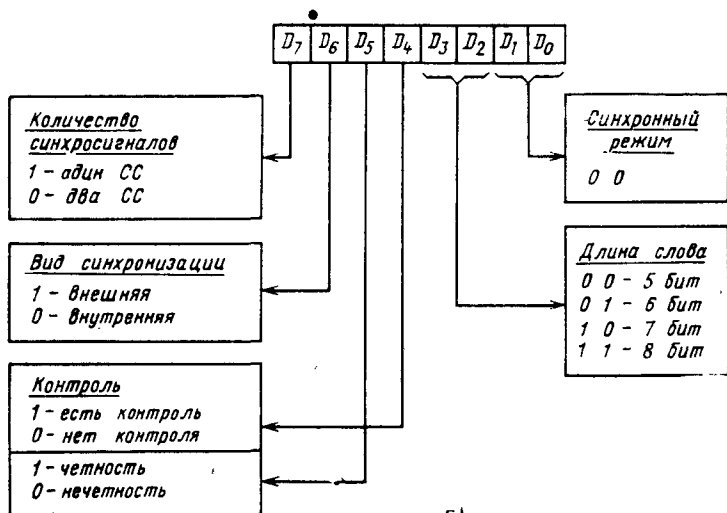 D7 D6 D5 D4 D3 D2 D1 D0
Количество
синхросигналов
1 - адин СС
0 - два СС
Синхронный
режим
0 0
Вид синхронизации
1 - внешняя
0 - внутренняя
Длина слова
0 0 - 5 бит
0 1 - 6 бит
1 0 - 7 бит
1 1 - 8 бит
Контроль
1 - есть контроль
0 - нет контроля
1 - четность
0 - нечетность